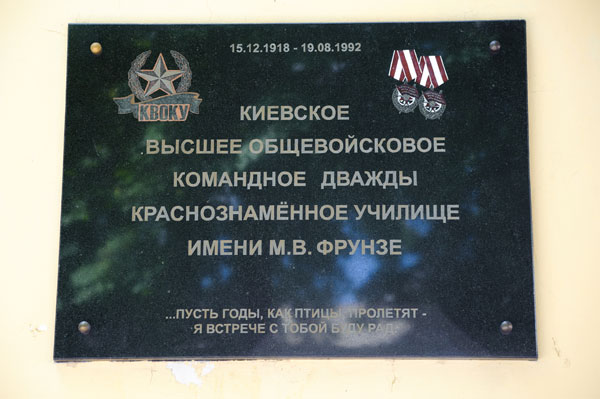 15.12.1918 - 19.08.1992
КВОКУ
КИЕВСКОЕ
ВЫСШЕЕ ОБЩЕВОЙСКОВОЕ
КОМАНДНОЕ ДВАЖДЫ
КРАСНОЗНАМЁННОЕ УЧИЛИЩЕ
ИМЕНИ М.В. ФРУНЗЕ
...ПУСТЬ ГОДЫ, КАК ПТИЦЫ, ПРОЛЕТЯТ -
Я ВСТРЕЧЕ С ТОБОЙ БУДУ РАД